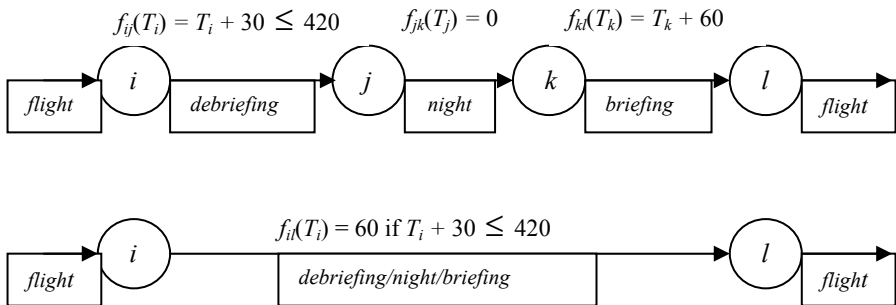 f_ij(T_i) = T_i + 30 ≤ 420 f_jk(T_j) = 0 f_kl(T_k) = T_k + 60
i j k l
flight debriefing night briefing flight
f_il(T_i) = 60 if T_i + 30 ≤ 420
i l
flight debriefing/night/briefing flight